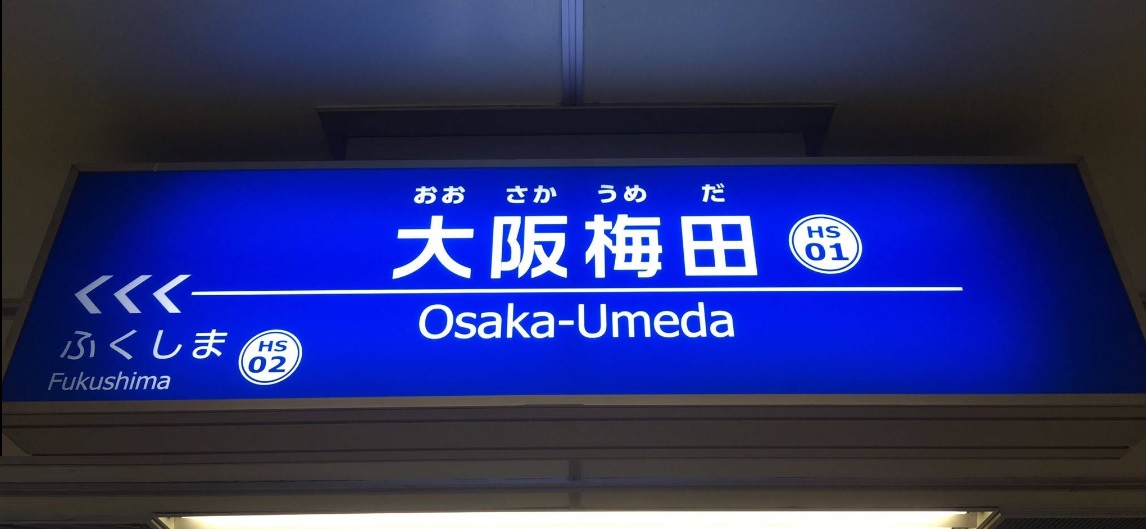 おお さか うめ だ
大阪梅田 HS 01
Osaka-Umeda
ふくしま HS 02
Fukushima